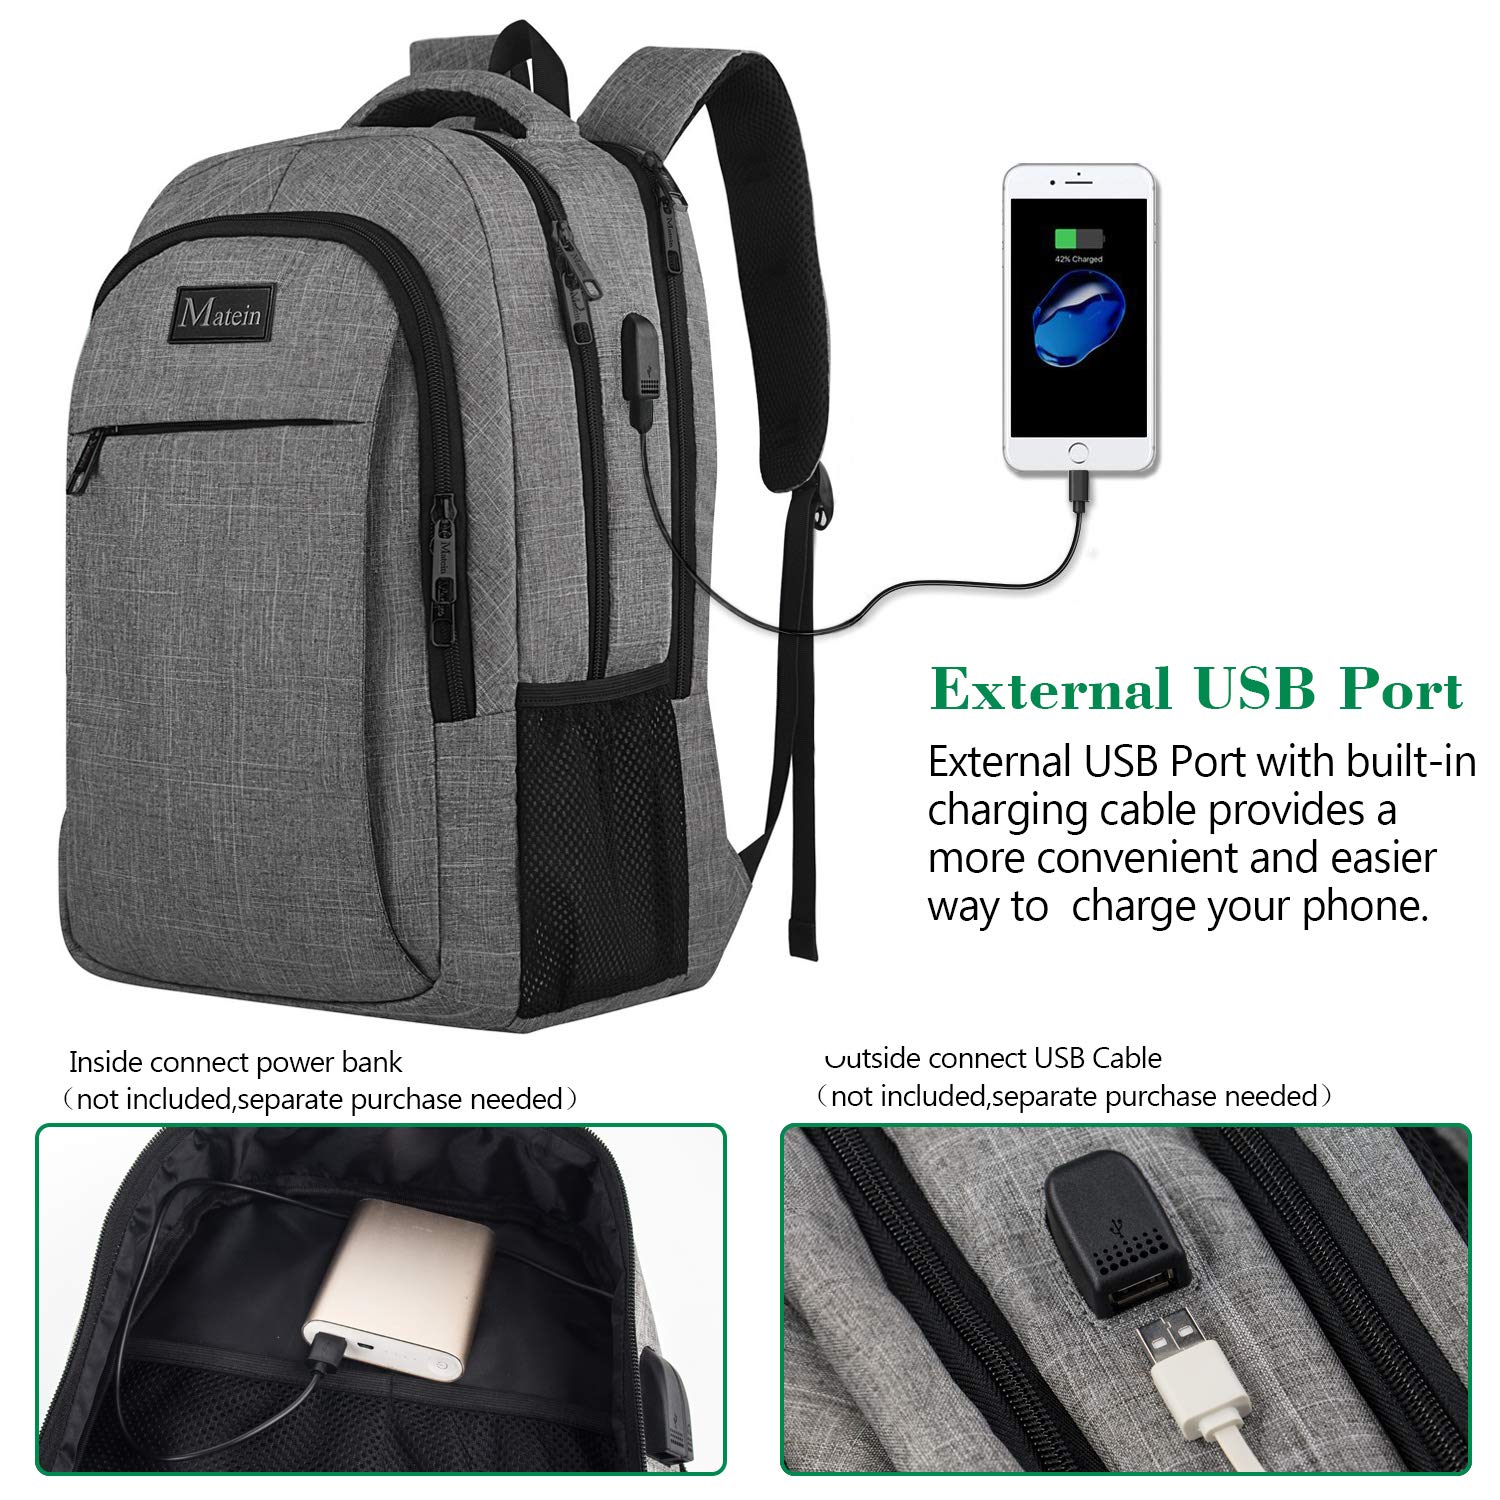 Matein
Matein
42% Charged
External USB Port
External USB Port with built-in
charging cable provides a
more convenient and easier
way to charge your phone.
Inside connect power bank
（not included,separate purchase needed）
Outside connect USB Cable
（not included,separate purchase needed）